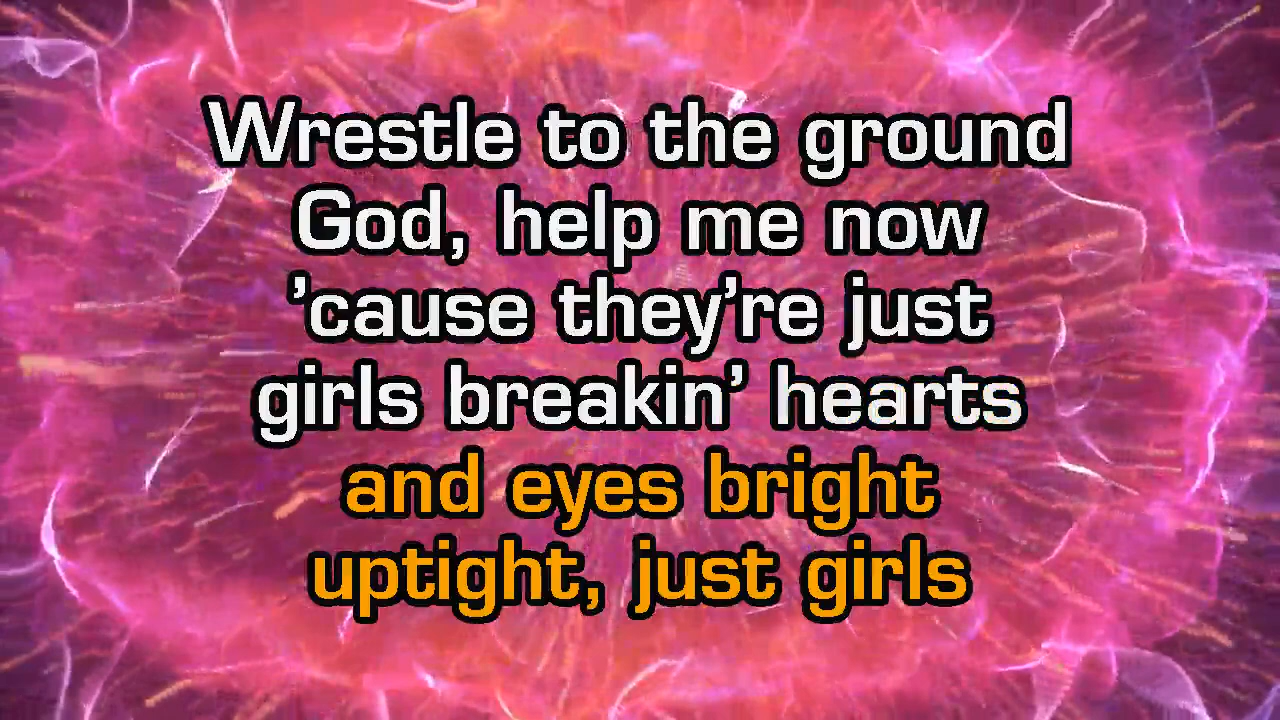 Wrestle to the ground
God, help me now
’cause they’re just
girls breakin’ hearts
and eyes bright
uptight, just girls